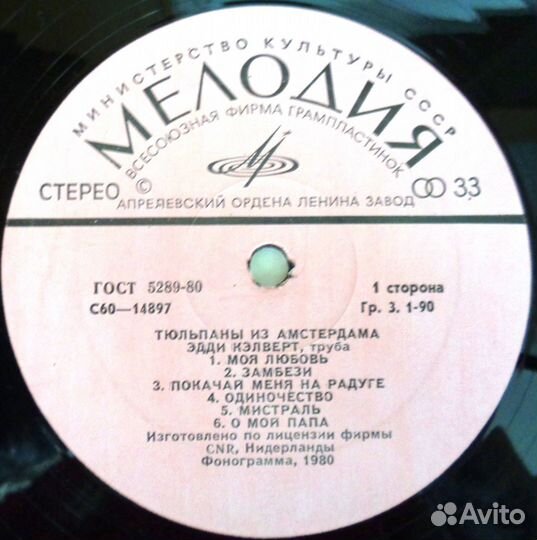 МИНИСТЕРСТВО КУЛЬТУРЫ СССР
МЕЛОДИЯ
ВСЕСОЮЗНАЯ ФИРМА ГРАМПЛАСТИНОК
СТЕРЕО © 33
АПРЕЛЕВСКИЙ ОРДЕНА ЛЕНИНА ЗАВОД
ГОСТ 5289-80 1 сторона
С60—14897 Гр. 3. 1-90
ТЮЛЬПАНЫ ИЗ АМСТЕРДАМА
ЭДДИ КЭЛВЕРТ, труба
1. МОЯ ЛЮБОВЬ
2. ЗАМБЕЗИ
3. ПОКАЧАЙ МЕНЯ НА РАДУГЕ
4. ОДИНОЧЕСТВО
5. МИСТРАЛЬ
6. О МОЙ ПАПА
Изготовлено по лицензии фирмы
CNR, Нидерланды
Фонограмма, 1980
Avito